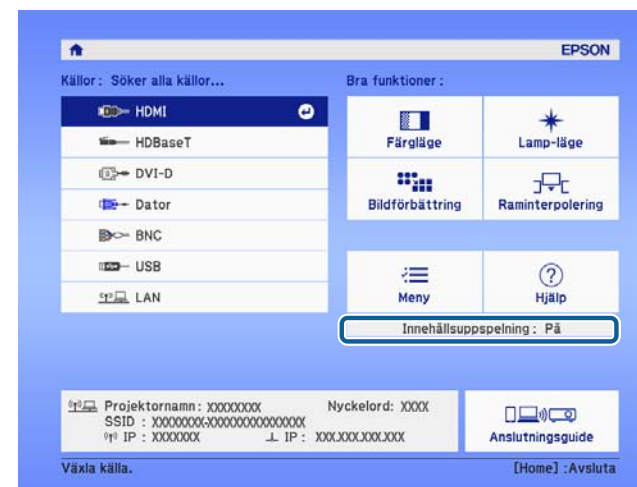 EPSON
Källor : Söker alla källor...
Bra funktioner :
HDMI
HDBaseT
DVI-D
Dator
BNC
USB
LAN
Färgläge
Lamp-läge
Bildförbättring
Raminterpolering
Meny
Hjälp
Innehållsuppspelning : På
Projektornamn : XXXXXXXX Nyckelord: XXXX
SSID : XXXXXXXX-XXXXXXXXXXXXXXX
IP : XXXXXXX IP : XXX.XXX.XXX.XXX
Anslutningsguide
Växla källa. [Home] :Avsluta